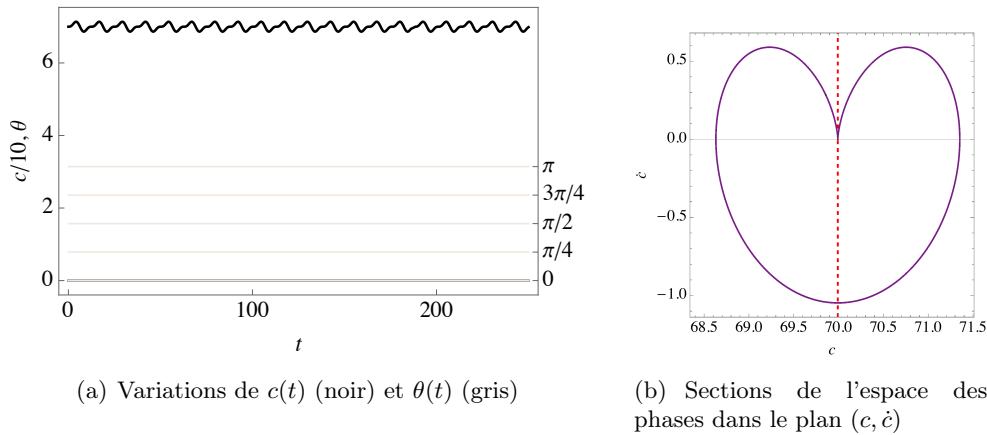 6
4
2
0
c/10, θ
π
3π/4
π/2
π/4
0
0
100
200
t
0.5
0.0
−0.5
−1.0
ċ
68.5 69.0 69.5 70.0 70.5 71.0 71.5
c
(a) Variations de c(t) (noir) et θ(t) (gris)
(b) Sections de l'espace des
phases dans le plan (c, ċ)